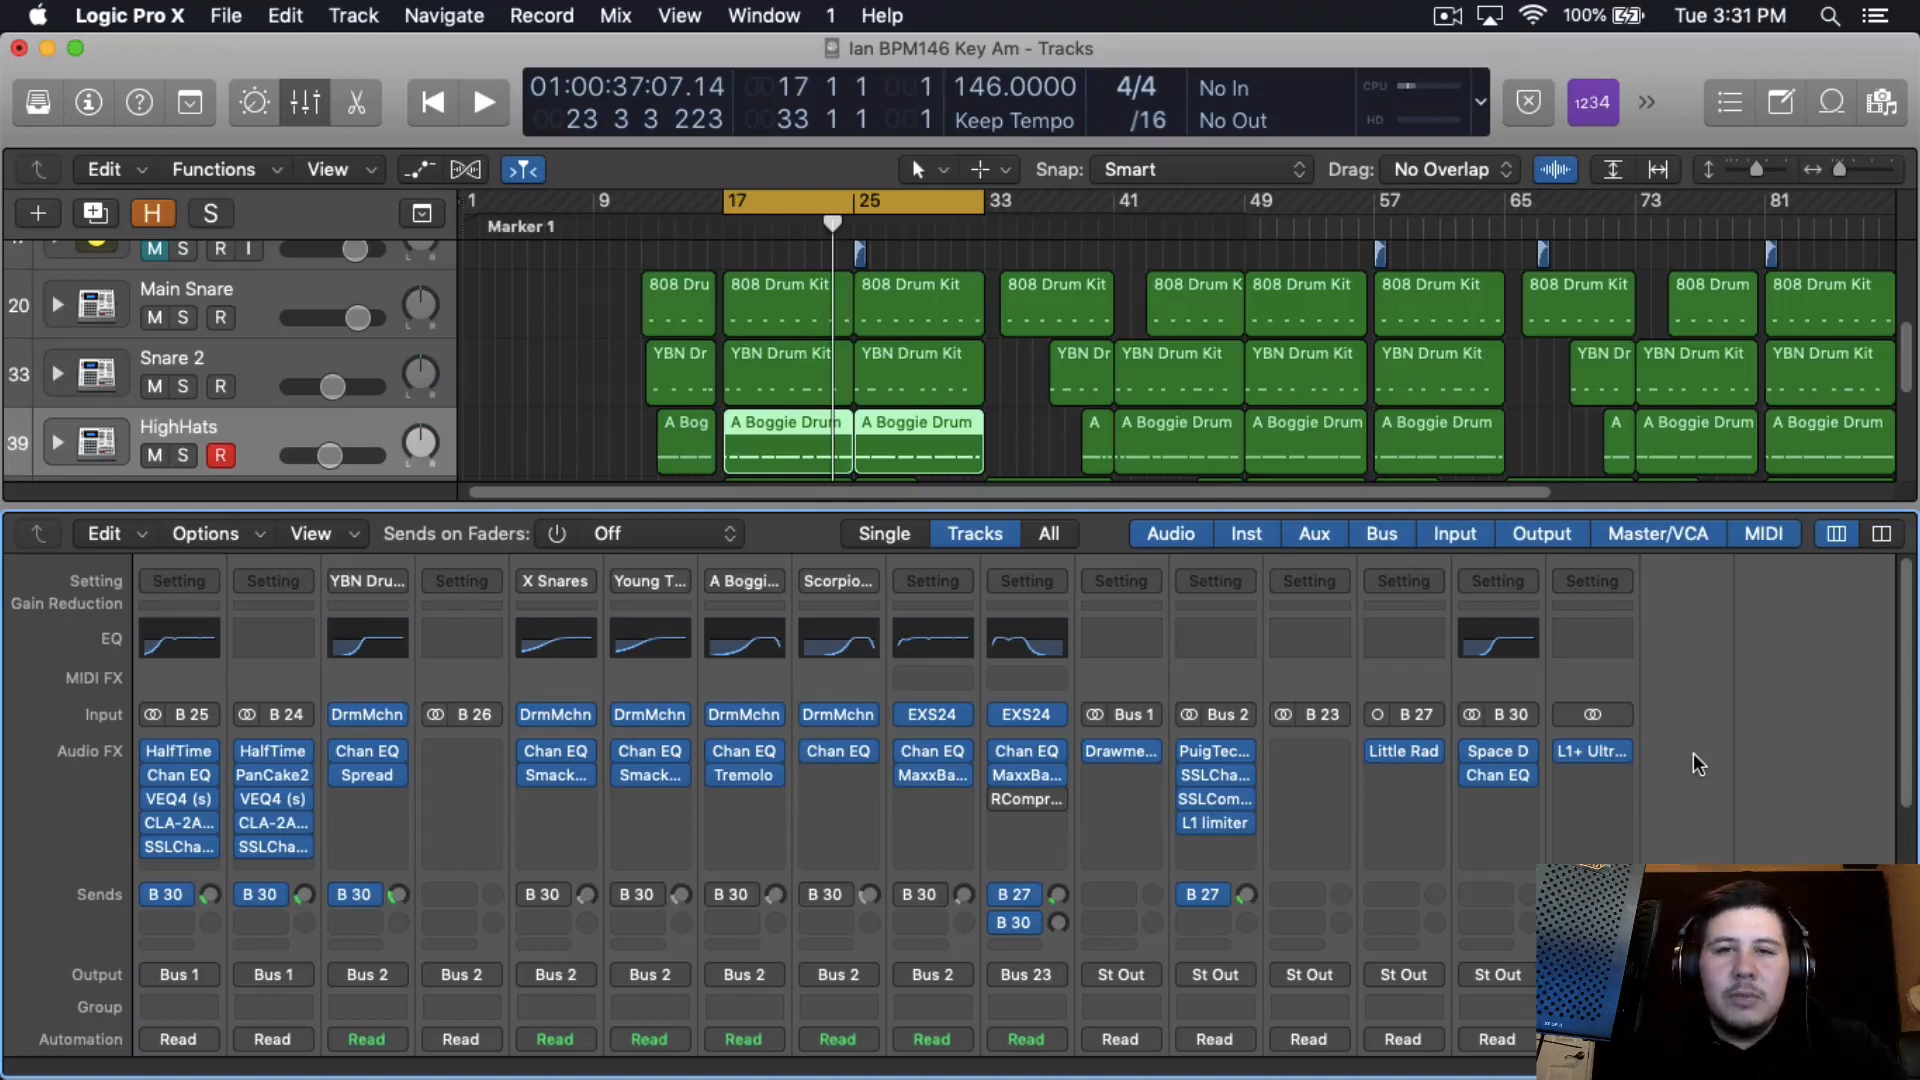 Logic Pro X File Edit Track Navigate Record Mix View Window 1 Help 100% Tue 3:31 PM
Ian BPM146 Key Am - Tracks
01:00:37:07.14 0017 1 1 001 146.0000 4/4 No In CPU
0023 3 3 223 0033 1 1 001 Keep Tempo /16 No Out HD
1234
Edit Functions View Snap: Smart Drag: No Overlap
H S 1 9 17 25 33 41 49 57 65 73 81
Marker 1
M S R I
20 Main Snare 808 Dru 808 Drum Kit 808 Drum Kit 808 Drum Kit 808 Drum K 808 Drum Kit 808 Drum Kit 808 Drum Kit 808 Drum 808 Drum Kit
M S R L R
33 Snare 2 YBN Dr YBN Drum Kit YBN Drum Kit YBN Dr YBN Drum Kit YBN Drum Kit YBN Drum Kit YBN Dr YBN Drum Kit YBN Drum Kit
M S R L R
39 HighHats A Bog A Boggie Drum A Boggie Drum A A Boggie Drum A Boggie Drum A Boggie Drum A A Boggie Drum A Boggie Drum
M S R L R
Edit Options View Sends on Faders: Off Single Tracks All Audio Inst Aux Bus Input Output Master/VCA MIDI
Setting Setting Setting YBN Dru... Setting X Snares Young T... A Boggi... Scorpio... Setting Setting Setting Setting Setting Setting Setting Setting
Gain Reduction
EQ
MIDI FX
Input B 25 B 24 DrmMchn B 26 DrmMchn DrmMchn DrmMchn DrmMchn EXS24 EXS24 Bus 1 Bus 2 B 23 B 27 B 30
Audio FX HalfTime HalfTime Chan EQ Chan EQ Chan EQ Chan EQ Chan EQ Chan EQ Chan EQ Drawme... PuigTec... Little Rad Space D L1+ Ultr...
Chan EQ PanCake2 Spread Smack... Smack... Tremolo MaxxBa... MaxxBa... SSLCha... Chan EQ
VEQ4 (s) VEQ4 (s) RCompr... SSLCom...
CLA-2A... CLA-2A... L1 limiter
SSLCha... SSLCha...
Sends B 30 B 30 B 30 B 30 B 30 B 30 B 30 B 30 B 27 B 27
B 30
Output Bus 1 Bus 1 Bus 2 Bus 2 Bus 2 Bus 2 Bus 2 Bus 2 Bus 2 Bus 23 St Out St Out St Out St Out St Out
Group
Automation Read Read Read Read Read Read Read Read Read Read Read Read Read Read Read